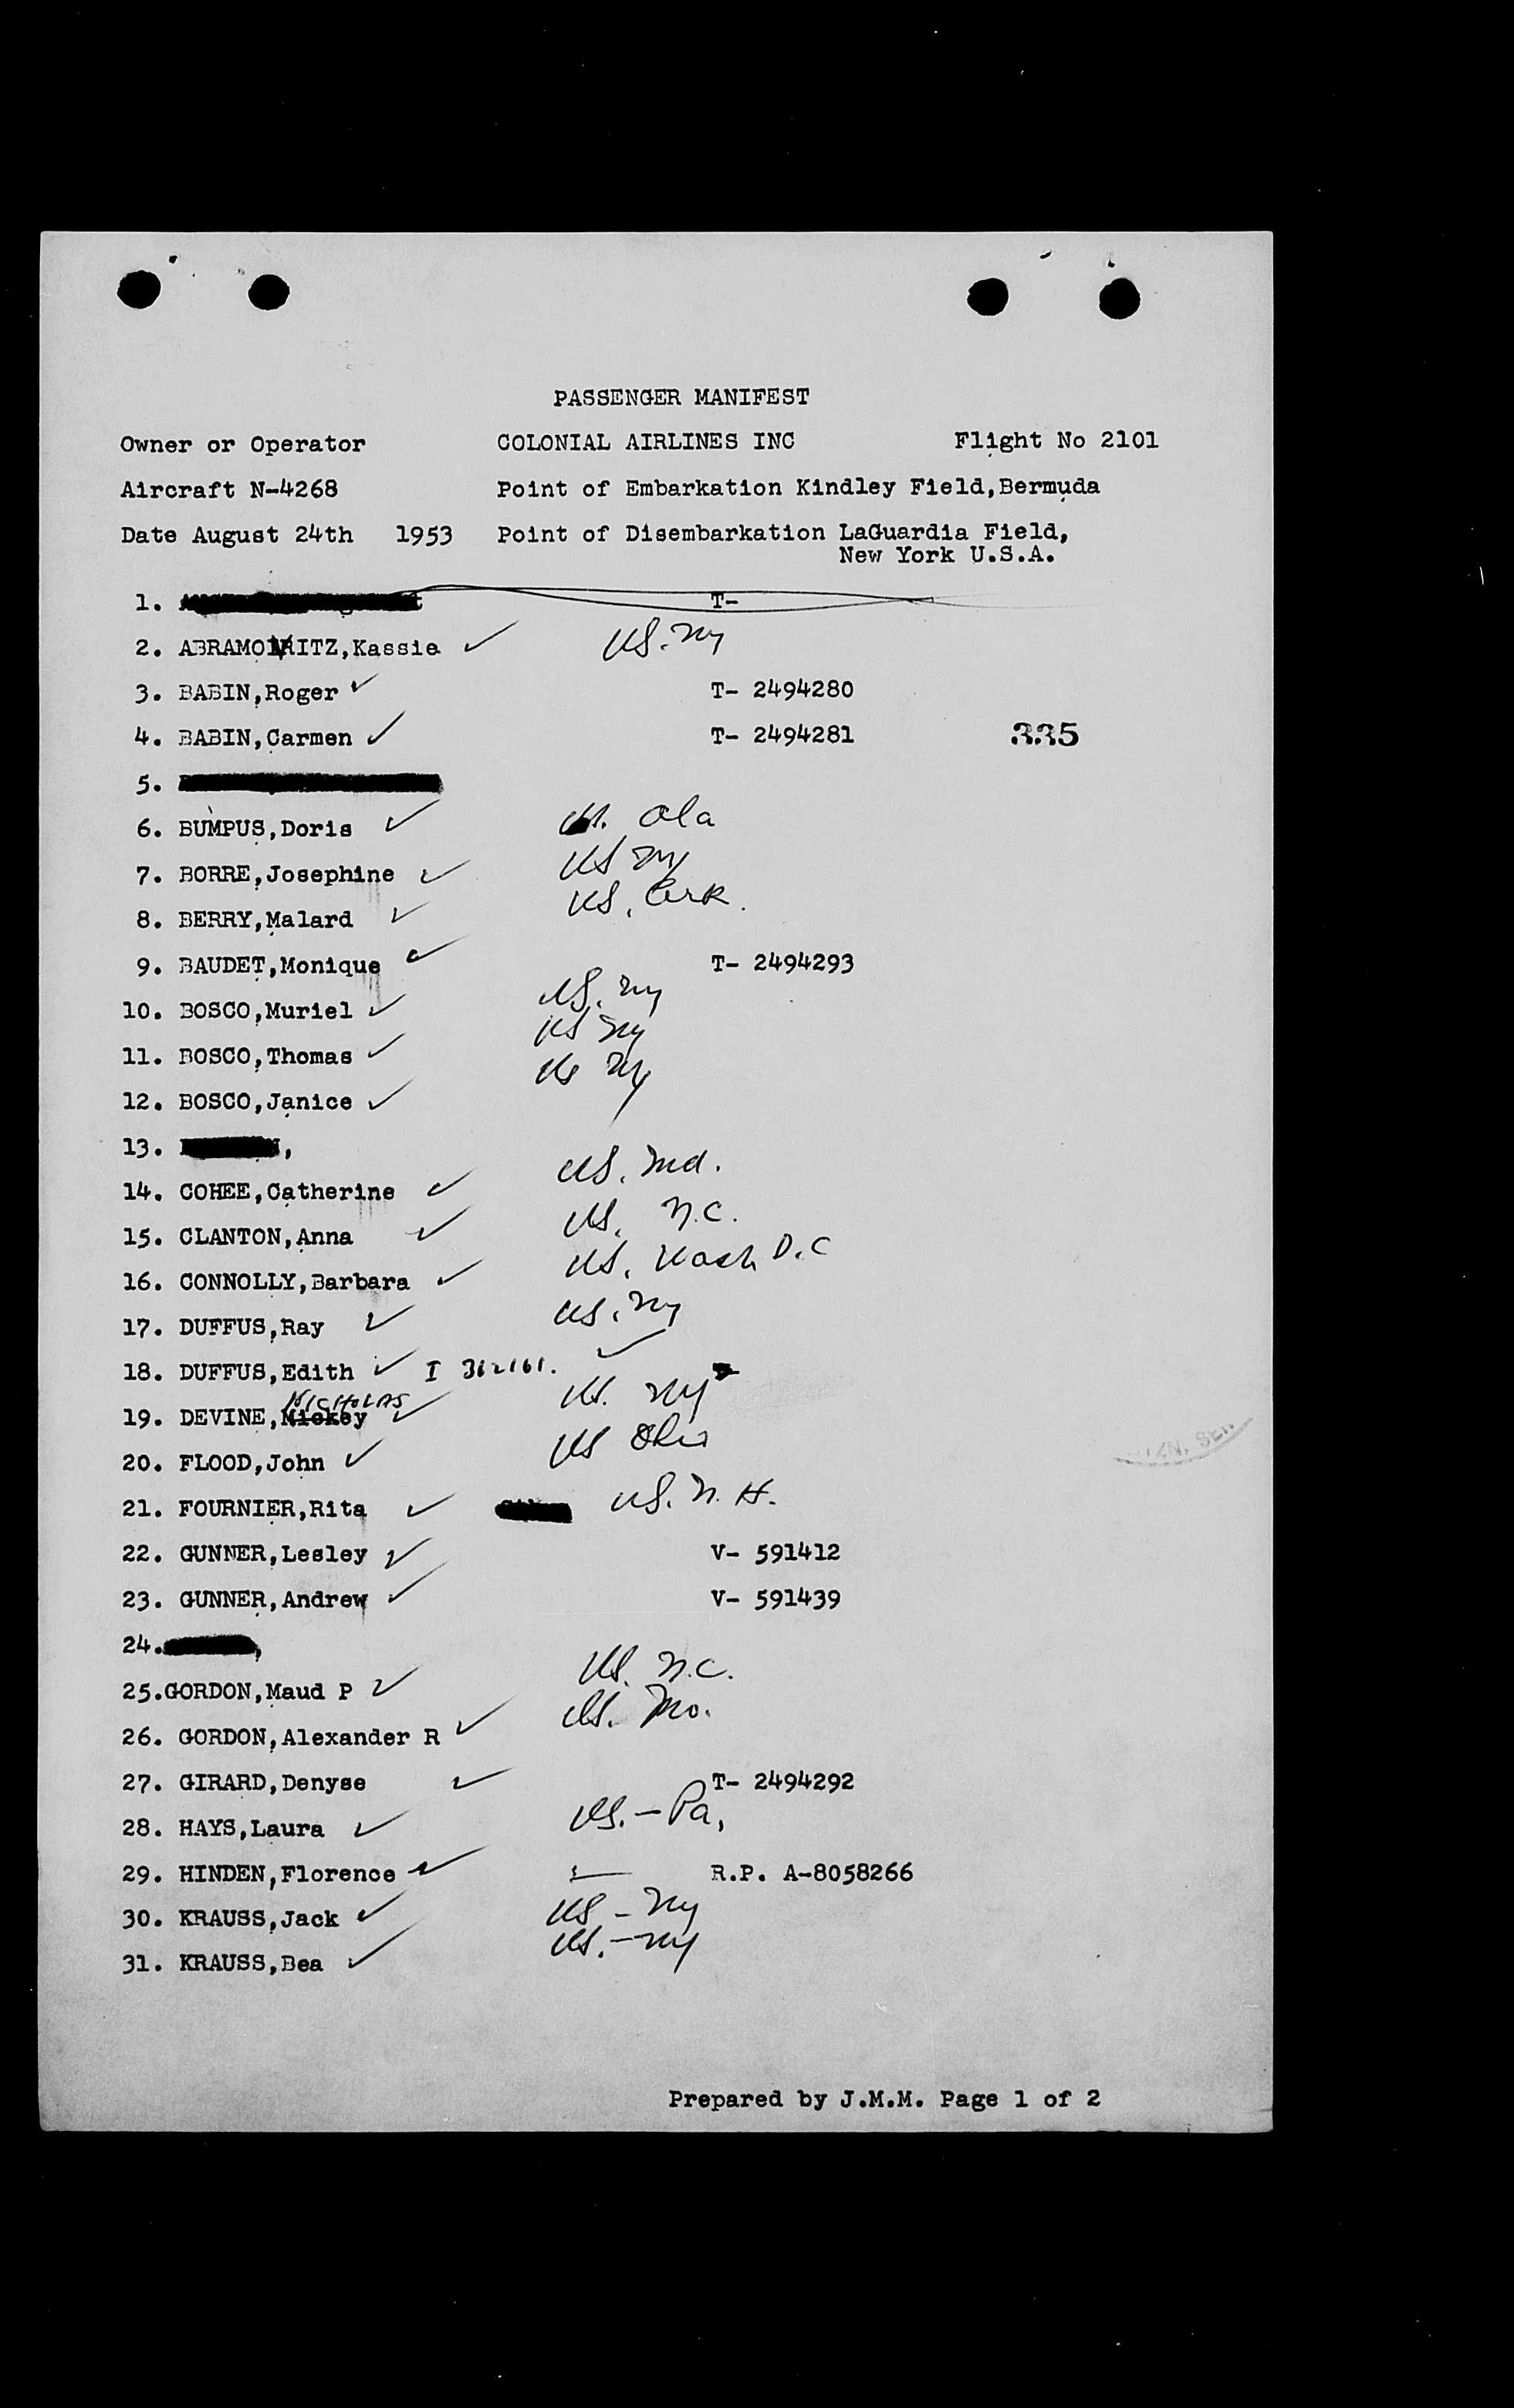 PASSENGER MANIFEST
Owner or Operator COLONIAL AIRLINES INC Flight No 2101
Aircraft N-4268 Point of Embarkation Kindley Field,Bermuda
Date August 24th 1953 Point of Disembarkation LaGuardia Field,
New York U.S.A.
1. T-
2. ABRAMOWITZ,Kassie US. NY
3. BABIN,Roger T- 2494280
4. BABIN,Carmen T- 2494281 335
5.
6. BUMPUS,Doris Ala
7. BORRE,Josephine US NY
8. BERRY,Malard US, Ark.
9. BAUDET,Monique T- 2494293
10. BOSCO,Muriel US. NY
11. BOSCO,Thomas US NY
12. BOSCO,Janice US NY
13. ,
14. COHEE,Catherine US, Md.
15. CLANTON,Anna US, N.C.
16. CONNOLLY,Barbara US, Wash D.C
17. DUFFUS,Ray US, NY
18. DUFFUS,Edith I 362161.
NICHOLAS
19. DEVINE,Mickey US. NY
20. FLOOD,John US Ohio
21. FOURNIER,Rita US. N. H.
22. GUNNER,Lesley V- 591412
23. GUNNER,Andrew V- 591439
24. ,
25.GORDON,Maud P US. N.C.
26. GORDON,Alexander R US. Mo.
27. GIRARD,Denyse T- 2494292
28. HAYS,Laura US.-Pa,
29. HINDEN,Florence R.P. A-8058266
30. KRAUSS,Jack US - NY
31. KRAUSS,Bea US.-NY
Prepared by J.M.M. Page 1 of 2